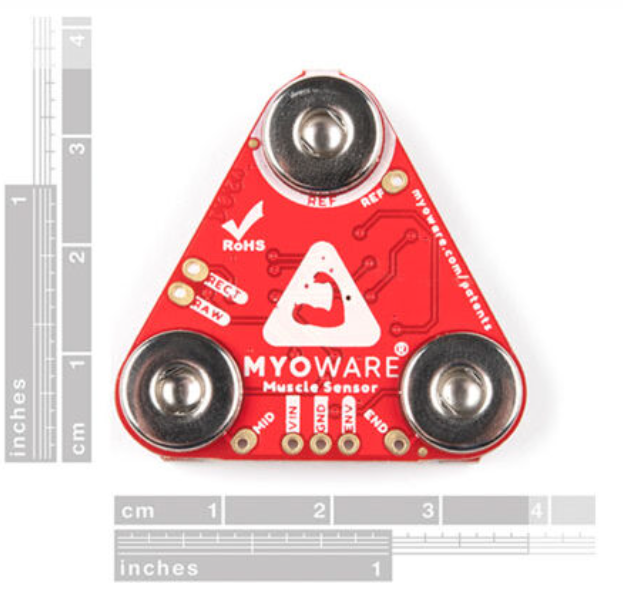 REF
REF
myoware.com/patents
RoHS
RECT
RAW
MYOWARE®
Muscle Sensor
MID
VIN
GND
ENV
END
4
3
2
1
cm
1
inches
cm 1 2 3 4
inches 1